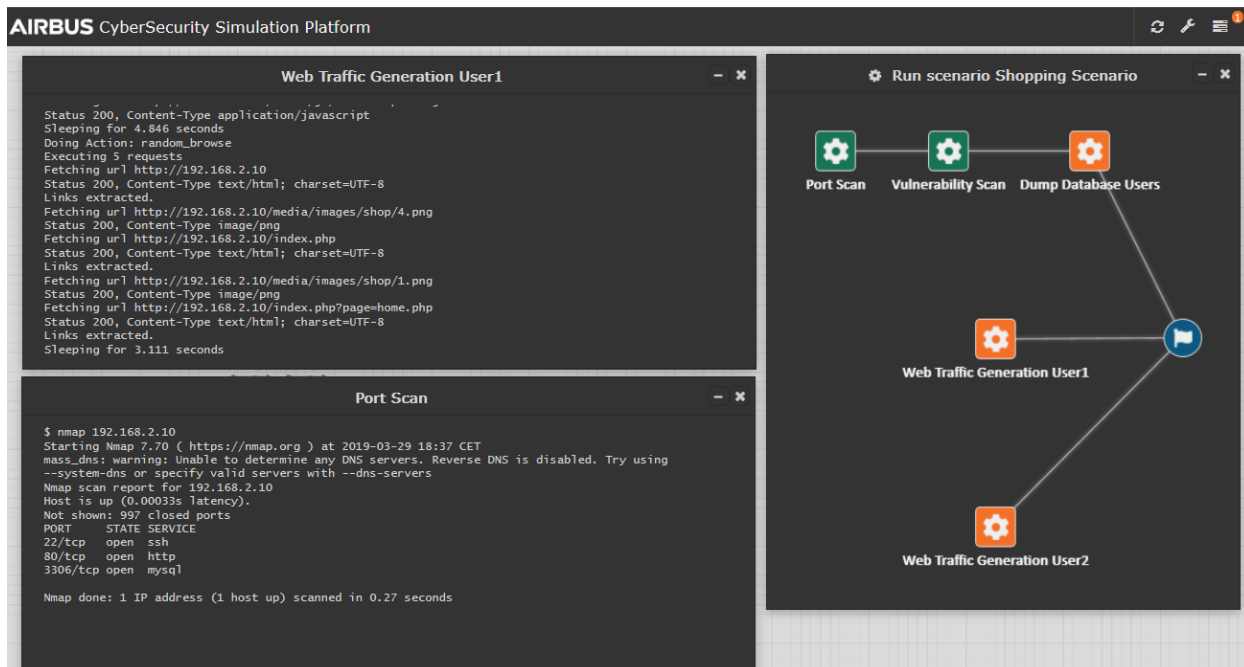 AIRBUS CyberSecurity Simulation Platform
1
Web Traffic Generation User1
Status 200, Content-Type application/javascript
Sleeping for 4.846 seconds
Doing Action: random_browse
Executing 5 requests
Fetching url http://192.168.2.10
Status 200, Content-Type text/html; charset=UTF-8
Links extracted.
Fetching url http://192.168.2.10/media/images/shop/4.png
Status 200, Content-Type image/png
Fetching url http://192.168.2.10/index.php
Status 200, Content-Type text/html; charset=UTF-8
Links extracted.
Fetching url http://192.168.2.10/media/images/shop/1.png
Status 200, Content-Type image/png
Fetching url http://192.168.2.10/index.php?page=home.php
Status 200, Content-Type text/html; charset=UTF-8
Links extracted.
Sleeping for 3.111 seconds
Port Scan
$ nmap 192.168.2.10
Starting Nmap 7.70 ( https://nmap.org ) at 2019-03-29 18:37 CET
mass_dns: warning: Unable to determine any DNS servers. Reverse DNS is disabled. Try using
--system-dns or specify valid servers with --dns-servers
Nmap scan report for 192.168.2.10
Host is up (0.00033s latency).
Not shown: 997 closed ports
PORT STATE SERVICE
22/tcp open ssh
80/tcp open http
3306/tcp open mysql
Nmap done: 1 IP address (1 host up) scanned in 0.27 seconds
Run scenario Shopping Scenario
Port Scan
Vulnerability Scan
Dump Database Users
Web Traffic Generation User1
Web Traffic Generation User2